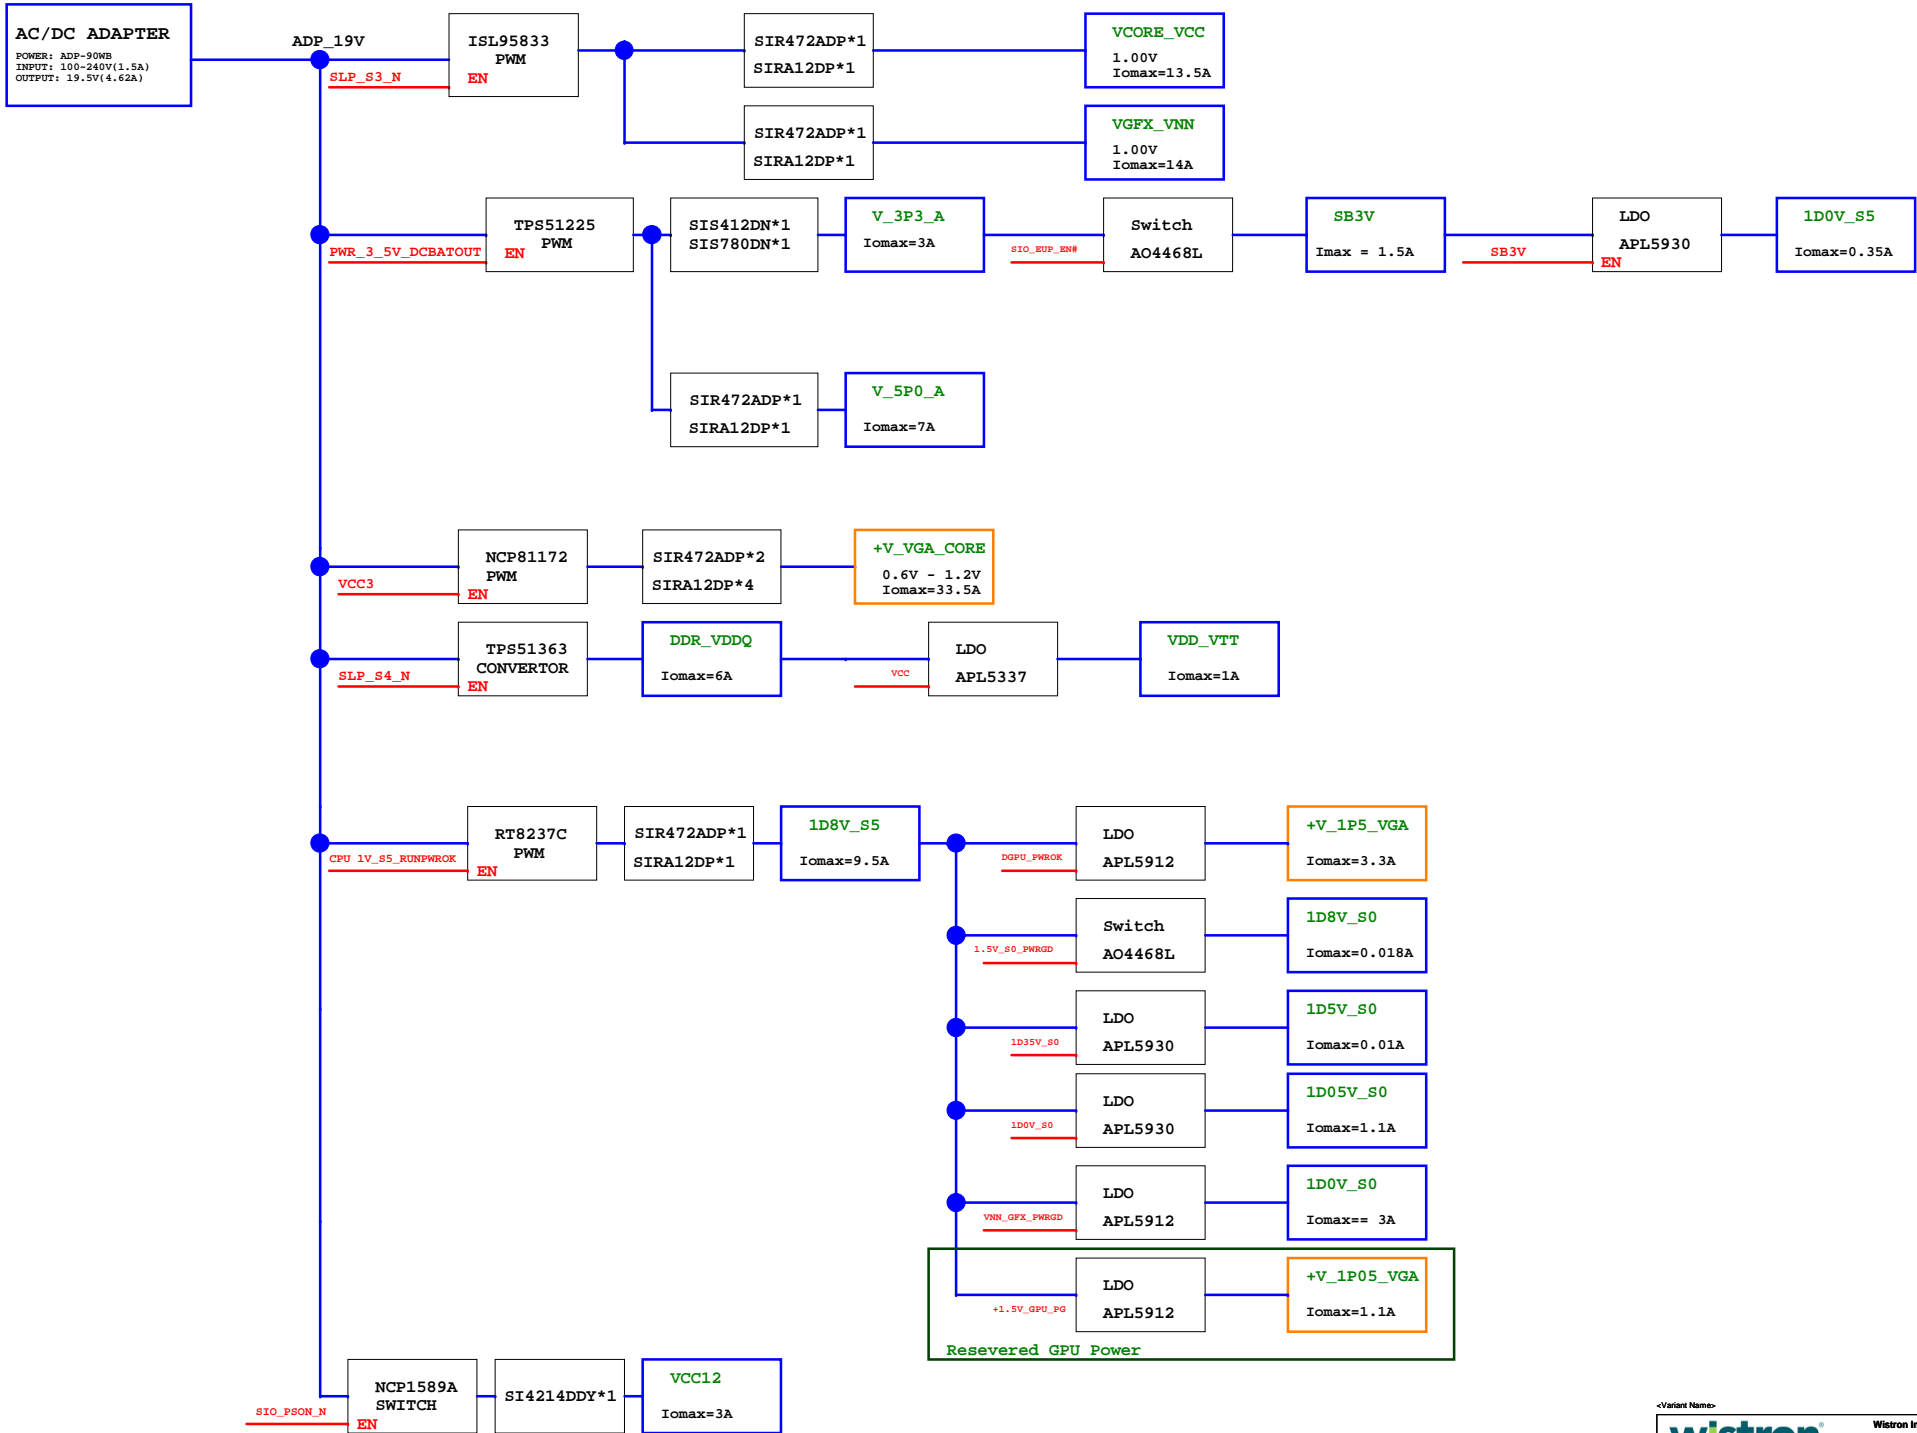 AC/DC ADAPTER
POWER: ADP-90WB
INPUT: 100-240V(1.5A)
OUTPUT: 19.5V(4.62A)
ADP_19V
SLP_S3_N
ISL95833
PWM
EN
SIR472ADP*1
SIRA12DP*1
VCORE_VCC
1.00V
Iomax=13.5A
SIR472ADP*1
SIRA12DP*1
VGFX_VNN
1.00V
Iomax=14A
PWR_3_5V_DCBATOUT
TPS51225
PWM
EN
SIS412DN*1
SIS780DN*1
V_3P3_A
Iomax=3A
SIO_EUP_EN#
Switch
AO4468L
SB3V
Imax = 1.5A
SB3V
LDO
APL5930
EN
1D0V_S5
Iomax=0.35A
SIR472ADP*1
SIRA12DP*1
V_5P0_A
Iomax=7A
VCC3
NCP81172
PWM
EN
SIR472ADP*2
SIRA12DP*4
+V_VGA_CORE
0.6V - 1.2V
Iomax=33.5A
SLP_S4_N
TPS51363
CONVERTOR
EN
DDR_VDDQ
Iomax=6A
VCC
LDO
APL5337
VDD_VTT
Iomax=1A
CPU 1V_S5_RUNPWROK
RT8237C
PWM
EN
SIR472ADP*1
SIRA12DP*1
1D8V_S5
Iomax=9.5A
DGPU_PWROK
LDO
APL5912
+V_1P5_VGA
Iomax=3.3A
1.5V_S0_PWRGD
Switch
AO4468L
1D8V_S0
Iomax=0.018A
1D35V_S0
LDO
APL5930
1D5V_S0
Iomax=0.01A
1D0V_S0
LDO
APL5930
1D05V_S0
Iomax=1.1A
VNN_GFX_PWRGD
LDO
APL5912
1D0V_S0
Iomax== 3A
+1.5V_GPU_PG
LDO
APL5912
+V_1P05_VGA
Iomax=1.1A
Resevered GPU Power
SIO_PSON_N
NCP1589A
SWITCH
EN
SI4214DDY*1
VCC12
Iomax=3A
<Variant Name>
wistron®
Wistron In